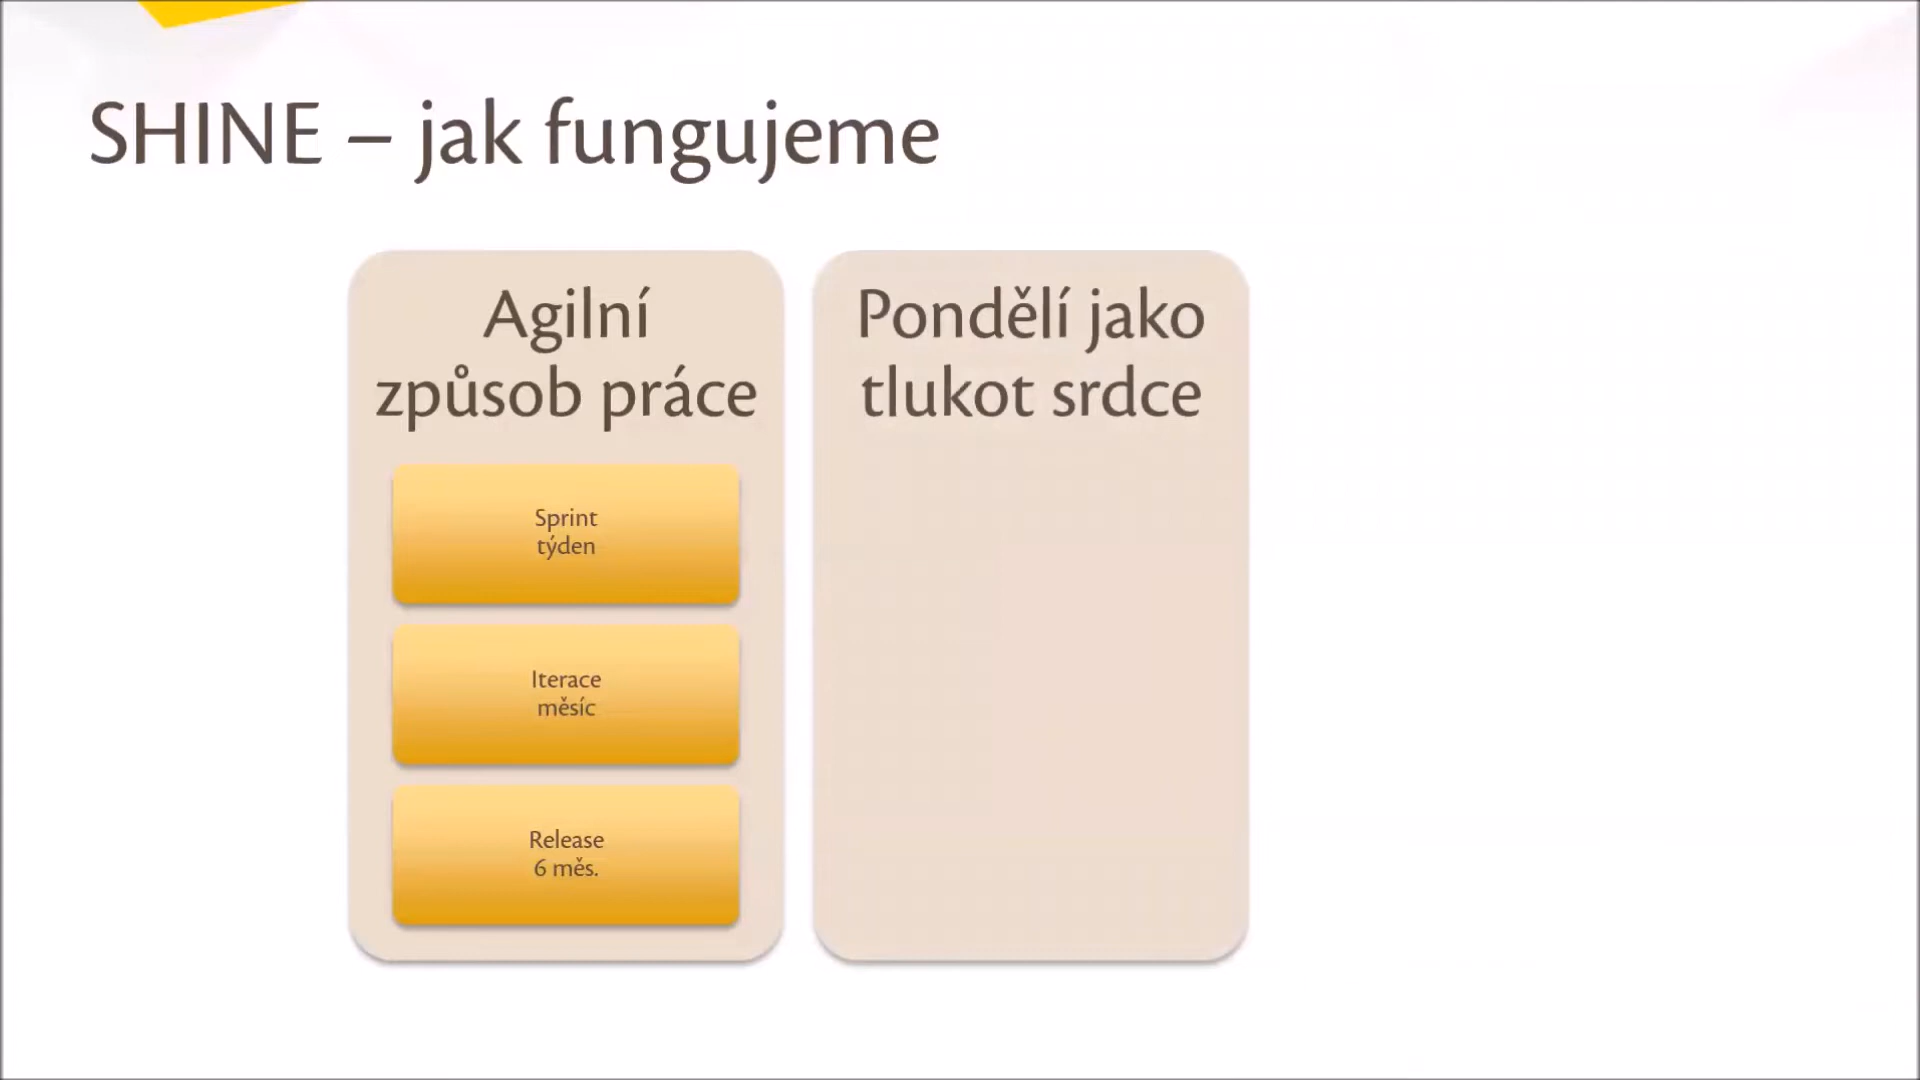 SHINE – jak fungujeme
Agilní
způsob práce
Sprint
týden
Iterace
měsíc
Release
6 měs.
Pondělí jako
tlukot srdce